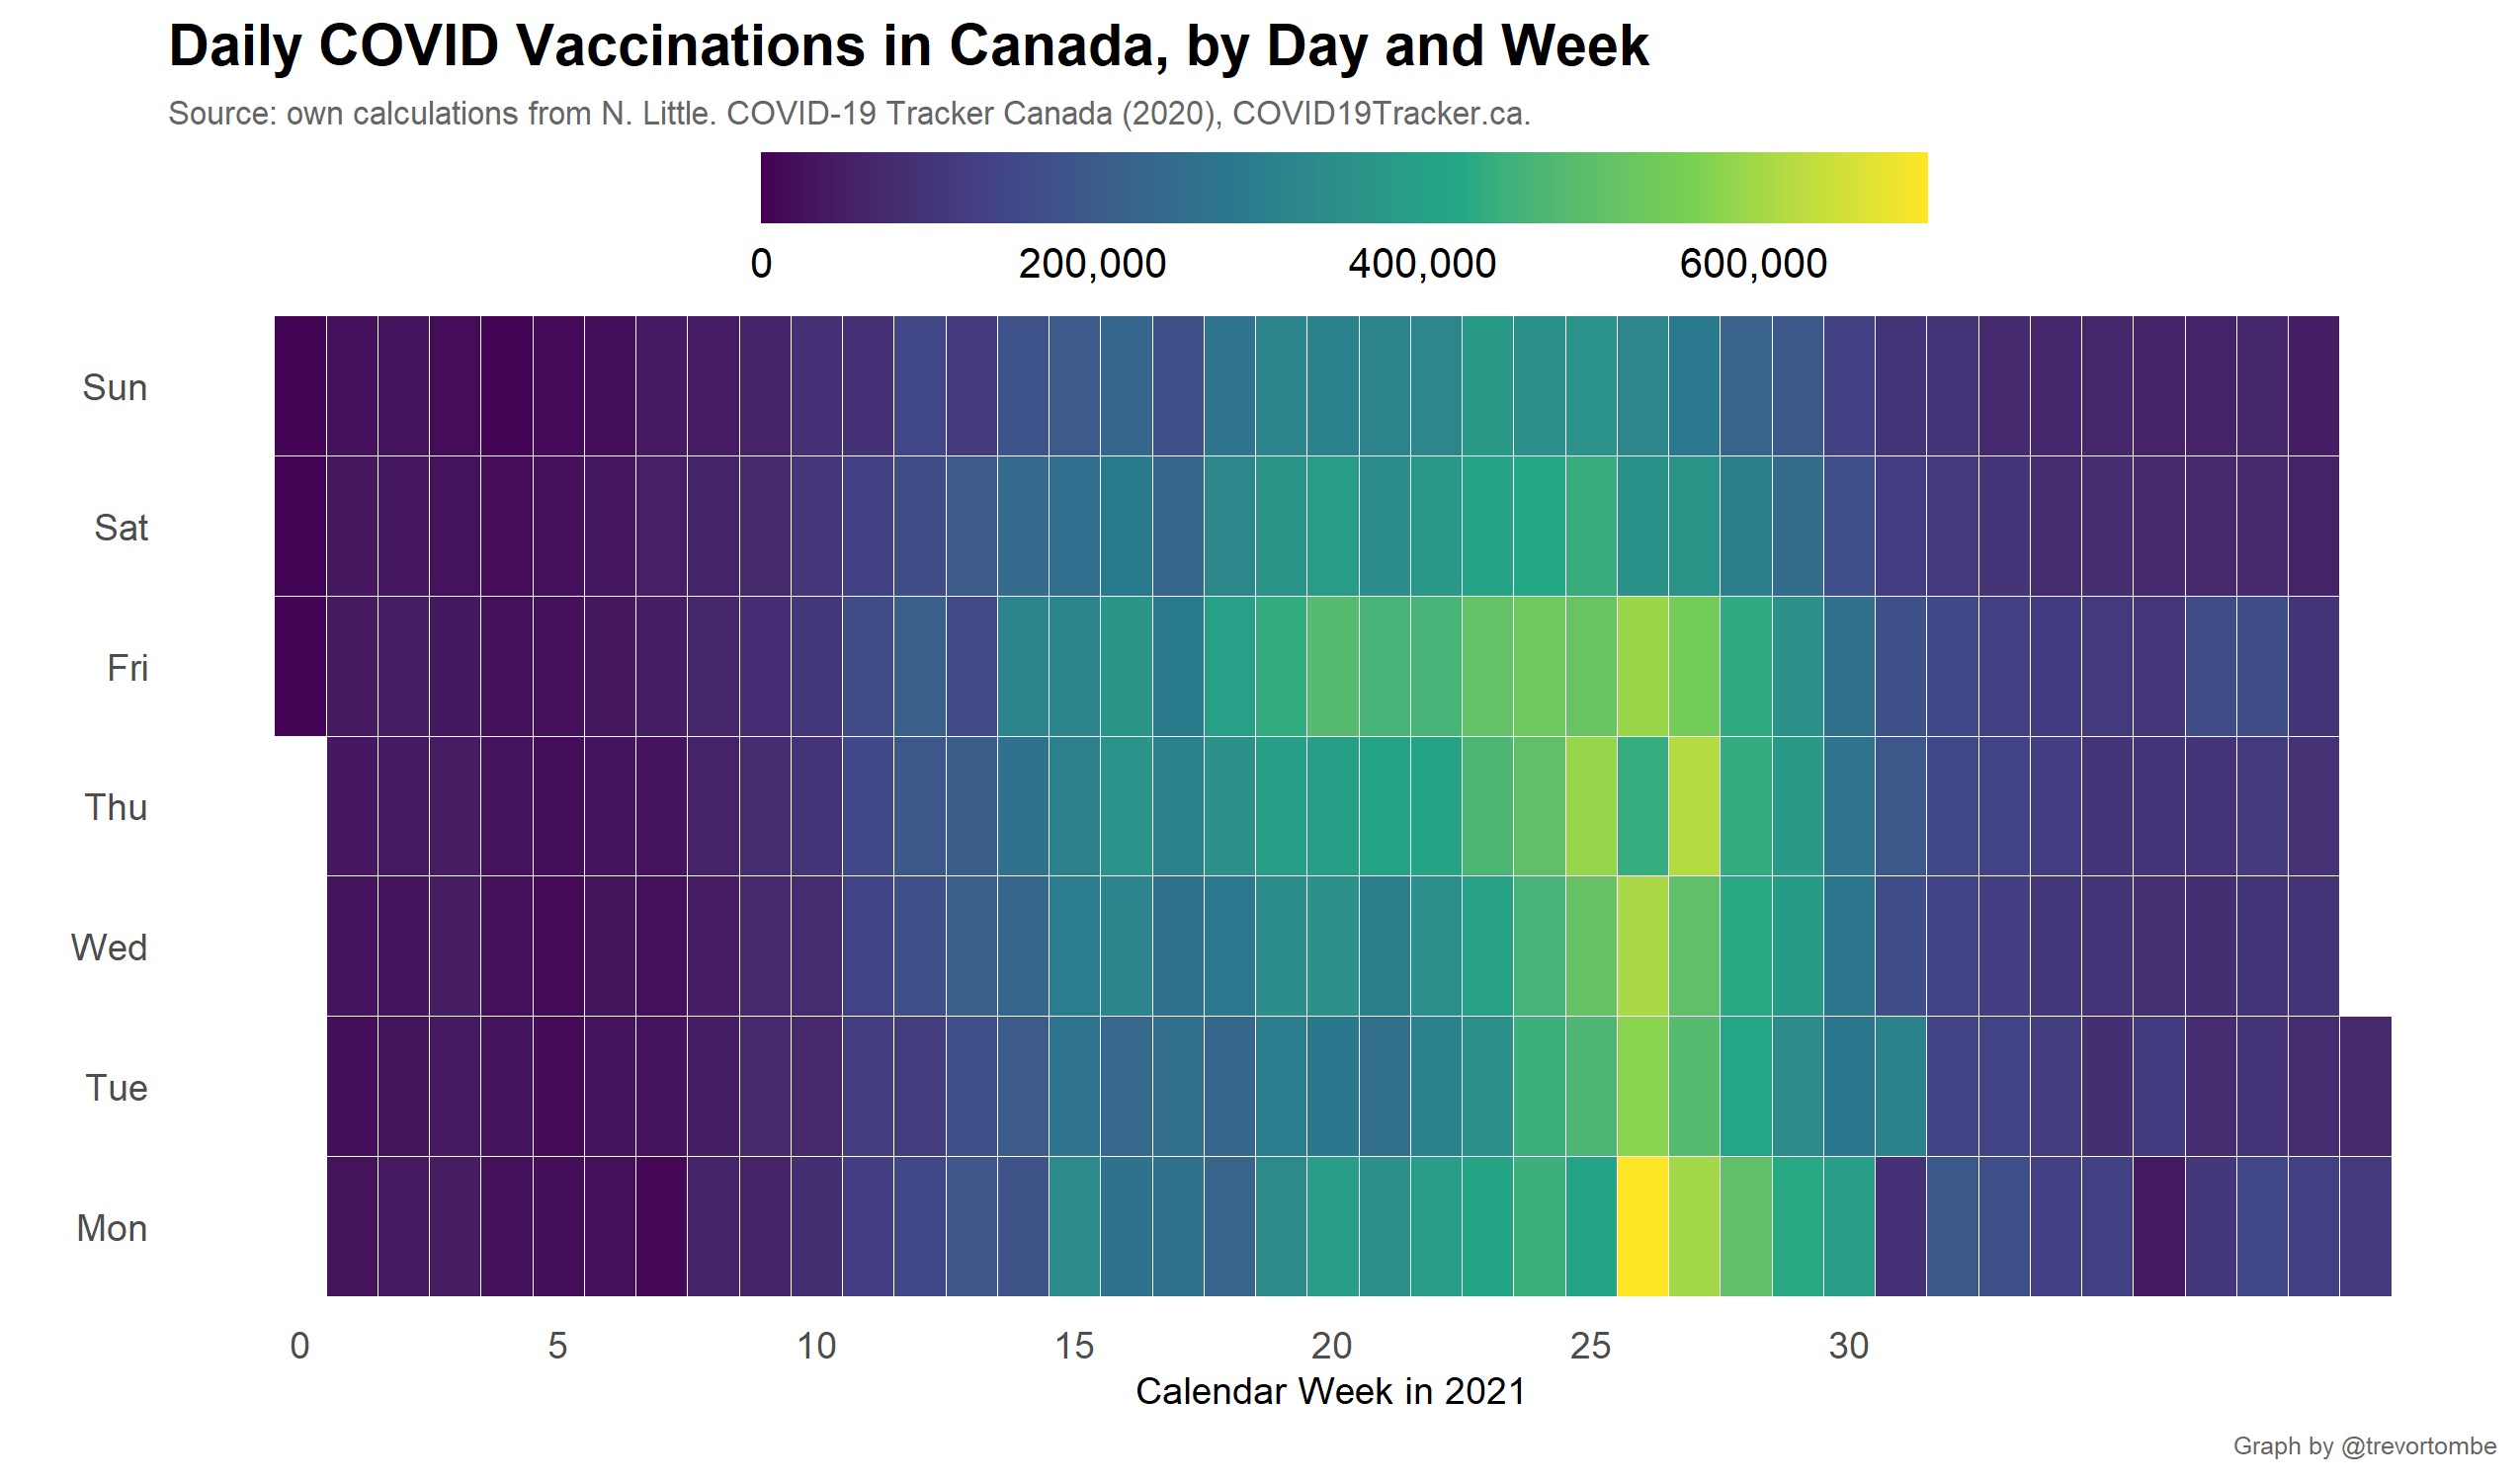 Daily COVID Vaccinations in Canada, by Day and Week
Source: own calculations from N. Little. COVID-19 Tracker Canada (2020), COVID19Tracker.ca.
0 200,000 400,000 600,000
Sun
Sat
Fri
Thu
Wed
Tue
Mon
0 5 10 15 20 25 30
Calendar Week in 2021
Graph by @trevortombe